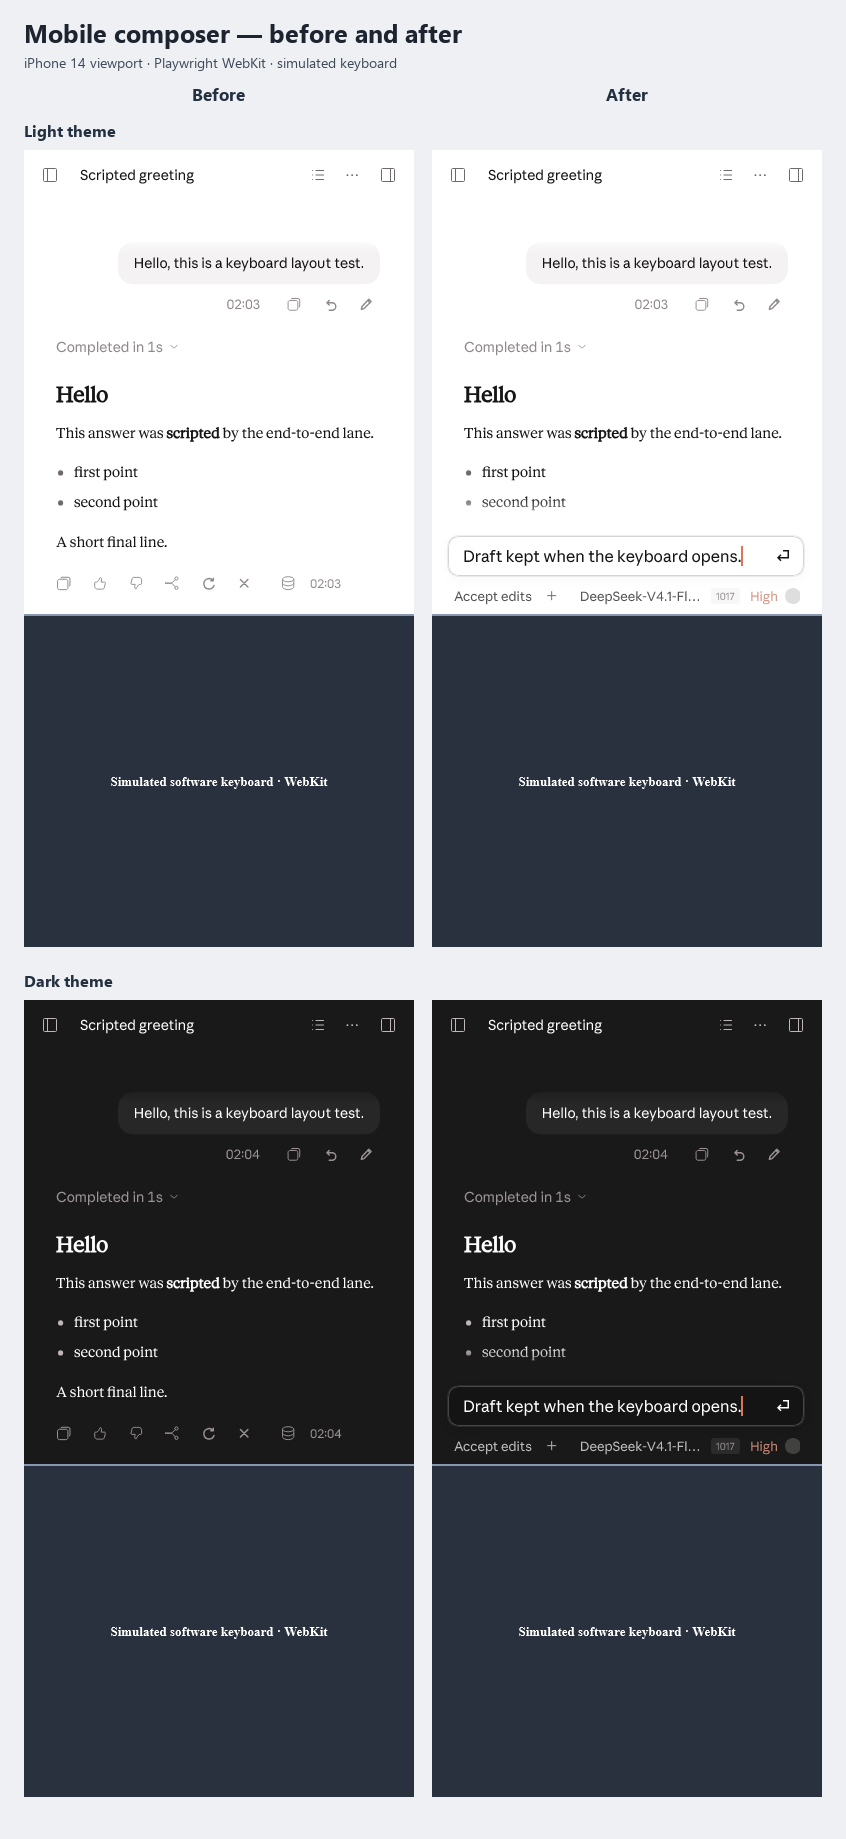 Mobile composer — before and after
iPhone 14 viewport · Playwright WebKit · simulated keyboard
Before
After
Light theme
Scripted greeting
Hello, this is a keyboard layout test.
02:03
Completed in 1s
Hello
This answer was scripted by the end-to-end lane.
first point
second point
A short final line.
02:03
Simulated software keyboard · WebKit
Scripted greeting
Hello, this is a keyboard layout test.
02:03
Completed in 1s
Hello
This answer was scripted by the end-to-end lane.
first point
second point
Draft kept when the keyboard opens.
Accept edits + DeepSeek-V4.1-Fl... 1017 High
Simulated software keyboard · WebKit
Dark theme
Scripted greeting
Hello, this is a keyboard layout test.
02:04
Completed in 1s
Hello
This answer was scripted by the end-to-end lane.
first point
second point
A short final line.
02:04
Simulated software keyboard · WebKit
Scripted greeting
Hello, this is a keyboard layout test.
02:04
Completed in 1s
Hello
This answer was scripted by the end-to-end lane.
first point
second point
Draft kept when the keyboard opens.
Accept edits + DeepSeek-V4.1-Fl... 1017 High
Simulated software keyboard · WebKit